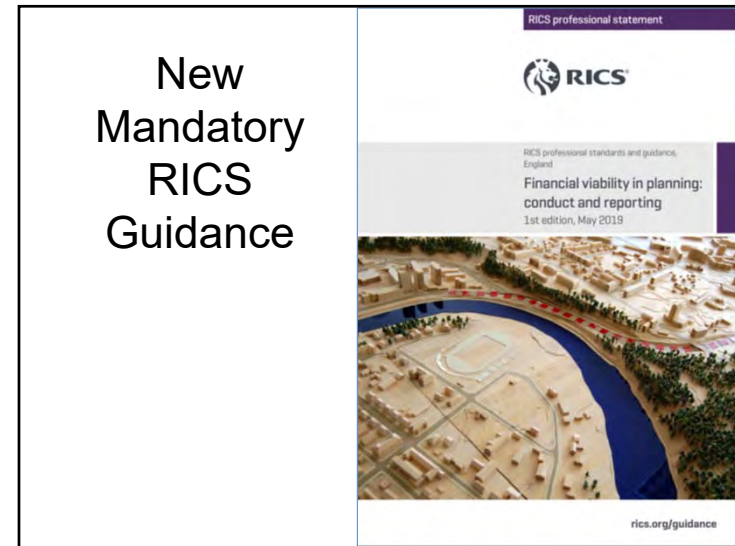 New
Mandatory
RICS
Guidance
RICS professional statement
RICS
RICS professional standards and guidance,
England
Financial viability in planning:
conduct and reporting
1st edition, May 2019
rics.org/guidance